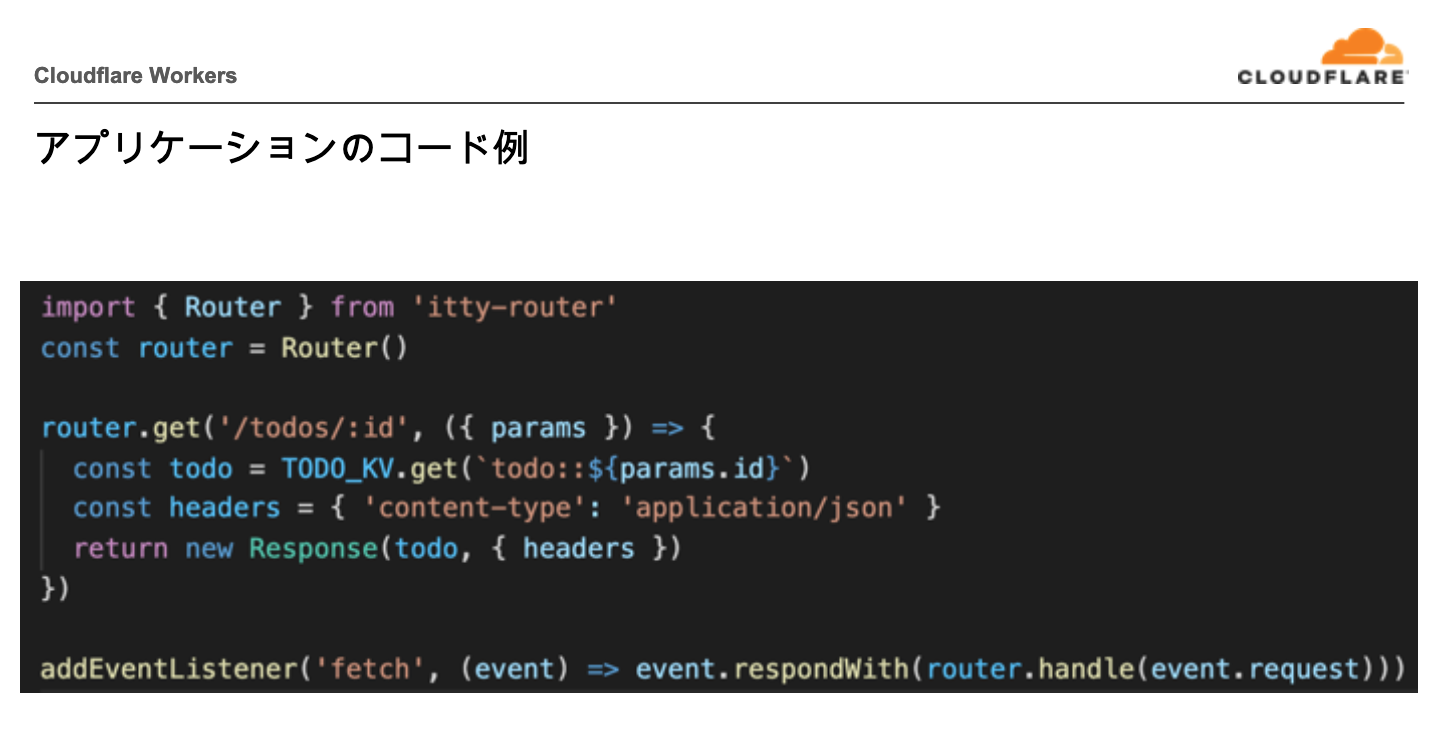 Cloudflare Workers
CLOUDFLARE
アプリケーションのコード例
import { Router } from 'itty-router'
const router = Router()
router.get('/todos/:id', ({ params }) => {
  const todo = TODO_KV.get(`todo::${params.id}`)
  const headers = { 'content-type': 'application/json' }
  return new Response(todo, { headers })
})
addEventListener('fetch', (event) => event.respondWith(router.handle(event.request)))